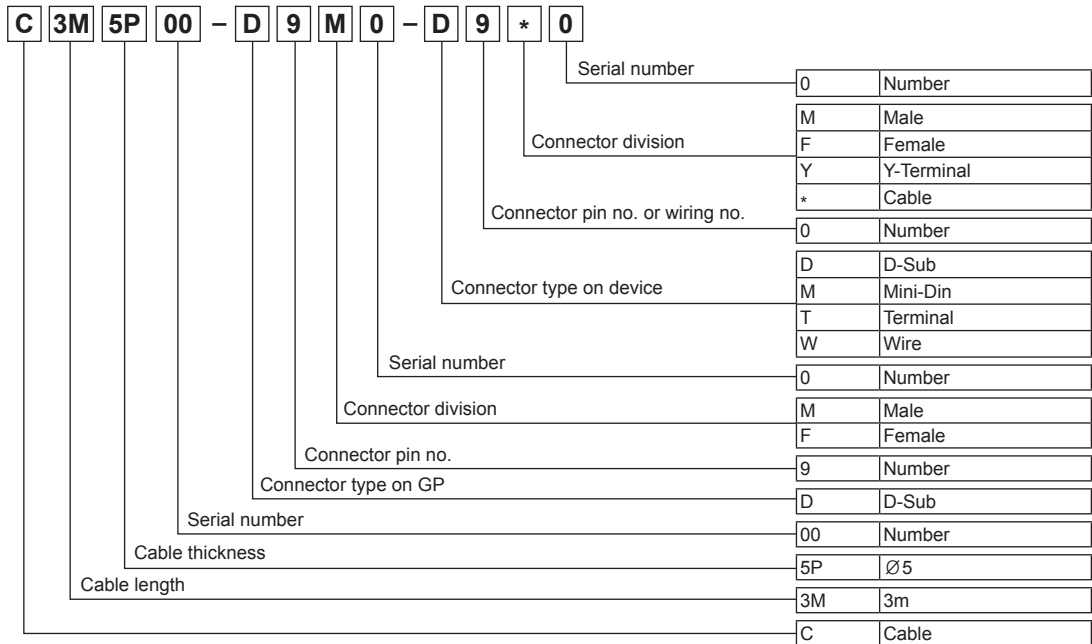 C 3M 5P 00 – D 9 M 0 – D 9 * 0
Serial number
0 Number
M Male
Connector division
F Female
Y Y-Terminal
* Cable
Connector pin no. or wiring no.
0 Number
D D-Sub
Connector type on device
M Mini-Din
T Terminal
W Wire
Serial number
0 Number
Connector division
M Male
F Female
Connector pin no.
9 Number
Connector type on GP
D D-Sub
Serial number
00 Number
Cable thickness
5P Ø5
Cable length
3M 3m
C Cable